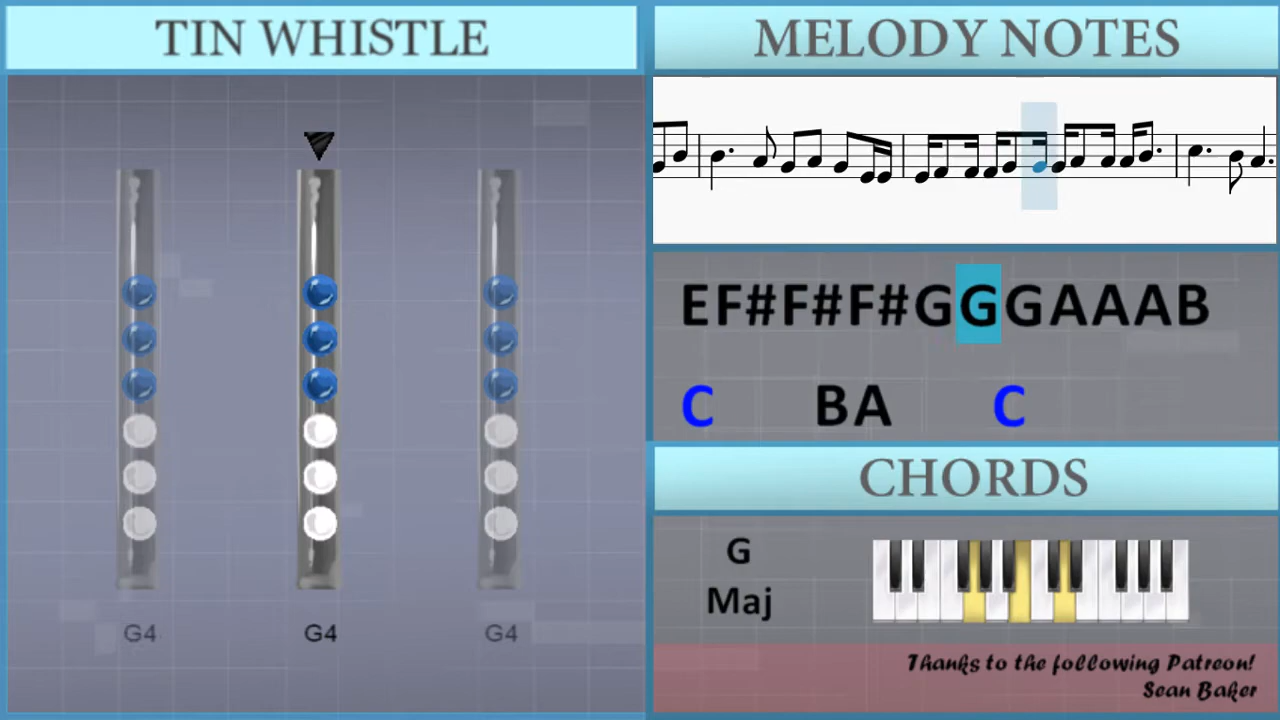 TIN WHISTLE
G4 G4 G4
MELODY NOTES
EF#F#F#GGGAAAB
C BA C
CHORDS
G
Maj
Thanks to the following Patreon!
Sean Baker